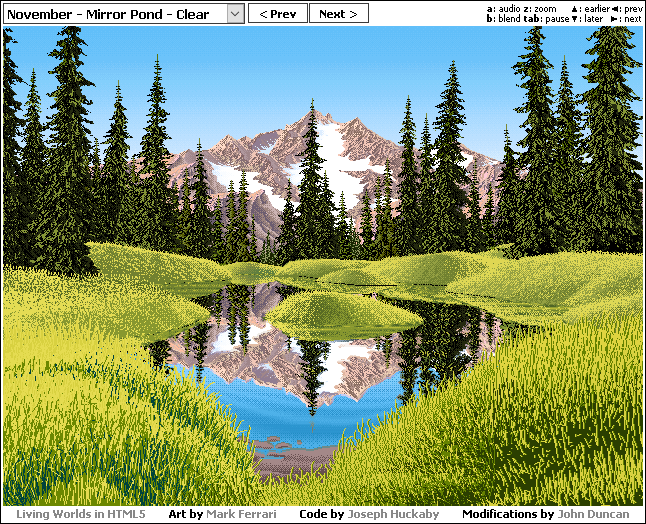 November - Mirror Pond - Clear < Prev Next > a: audio z: zoom ▲: earlier ◀: prev
b: blend tab: pause ▼: later ▶: next
Living Worlds in HTML5 Art by Mark Ferrari Code by Joseph Huckaby Modifications by John Duncan